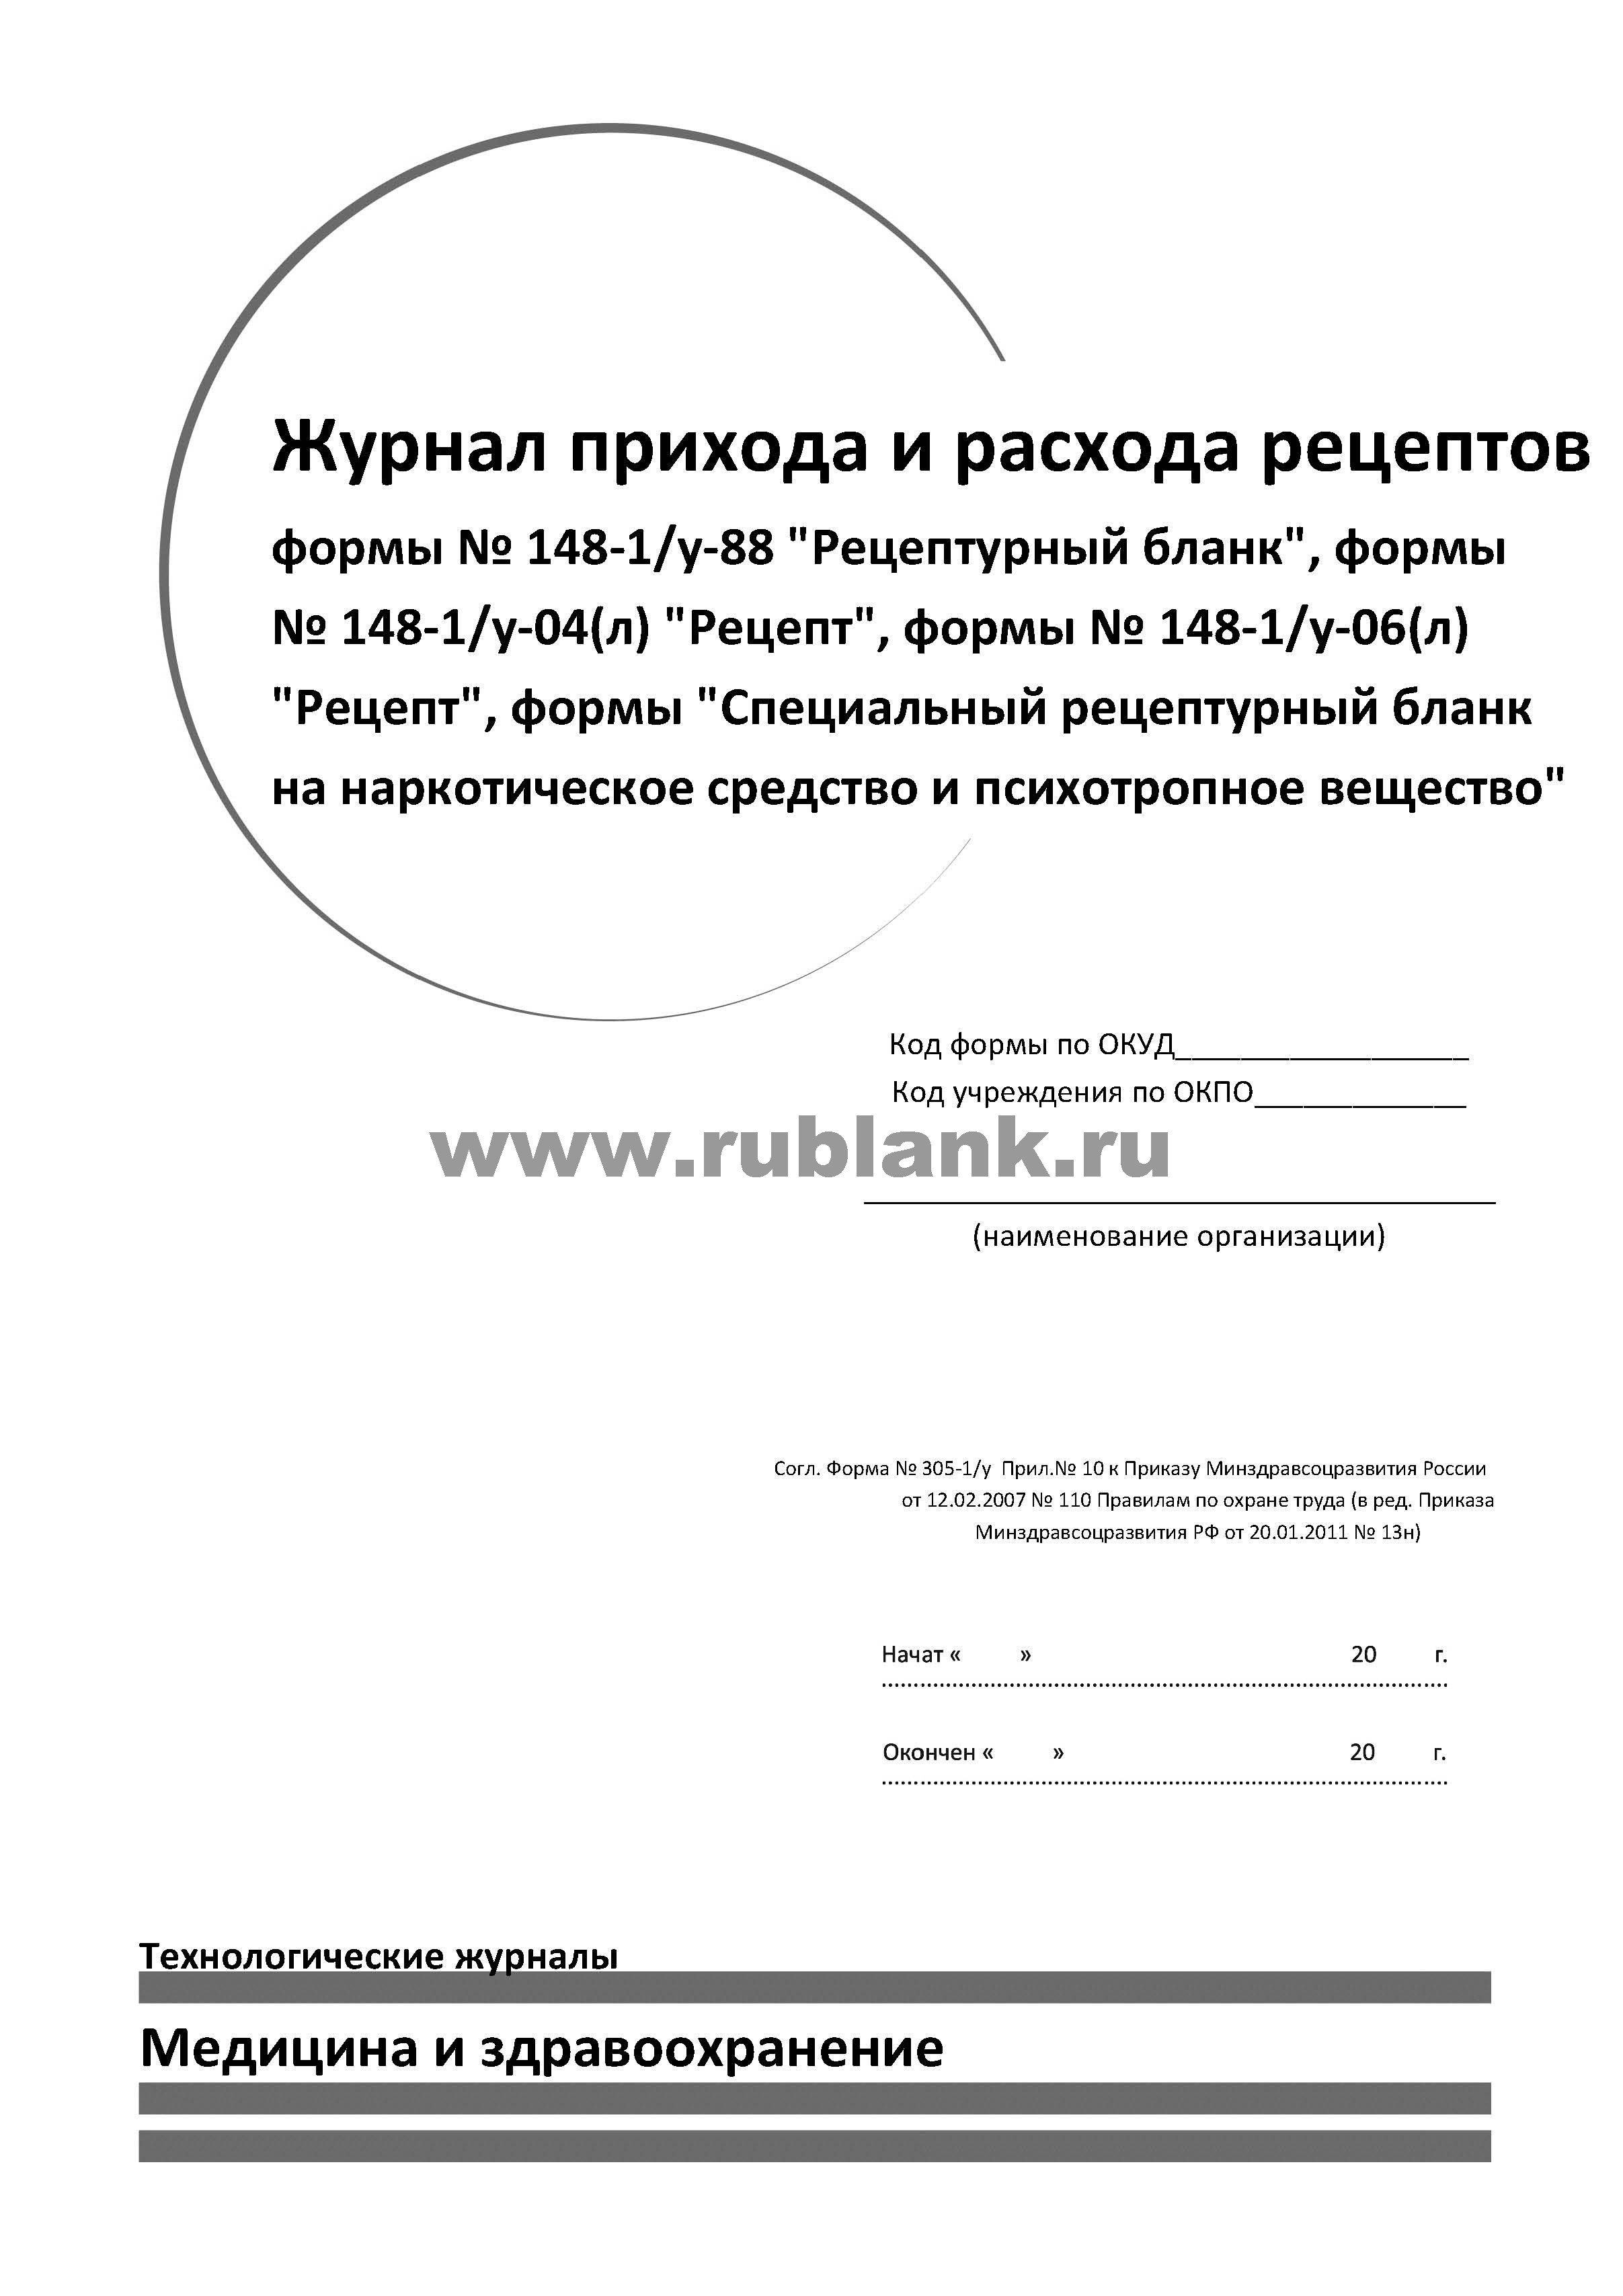 Журнал прихода и расхода рецептов
формы № 148-1/у-88 "Рецептурный бланк", формы
№ 148-1/у-04(л) "Рецепт", формы № 148-1/у-06(л)
"Рецепт", формы "Специальный рецептурный бланк
на наркотическое средство и психотропное вещество"
Код формы по ОКУД__________________
Код учреждения по ОКПО_____________
www.rublank.ru
(наименование организации)
Согл. Форма № 305-1/у Прил.№ 10 к Приказу Минздравсоцразвития России
от 12.02.2007 № 110 Правилам по охране труда (в ред. Приказа
Минздравсоцразвития РФ от 20.01.2011 № 13н)
Начат « » 20 г.
Окончен « » 20 г.
Технологические журналы
Медицина и здравоохранение